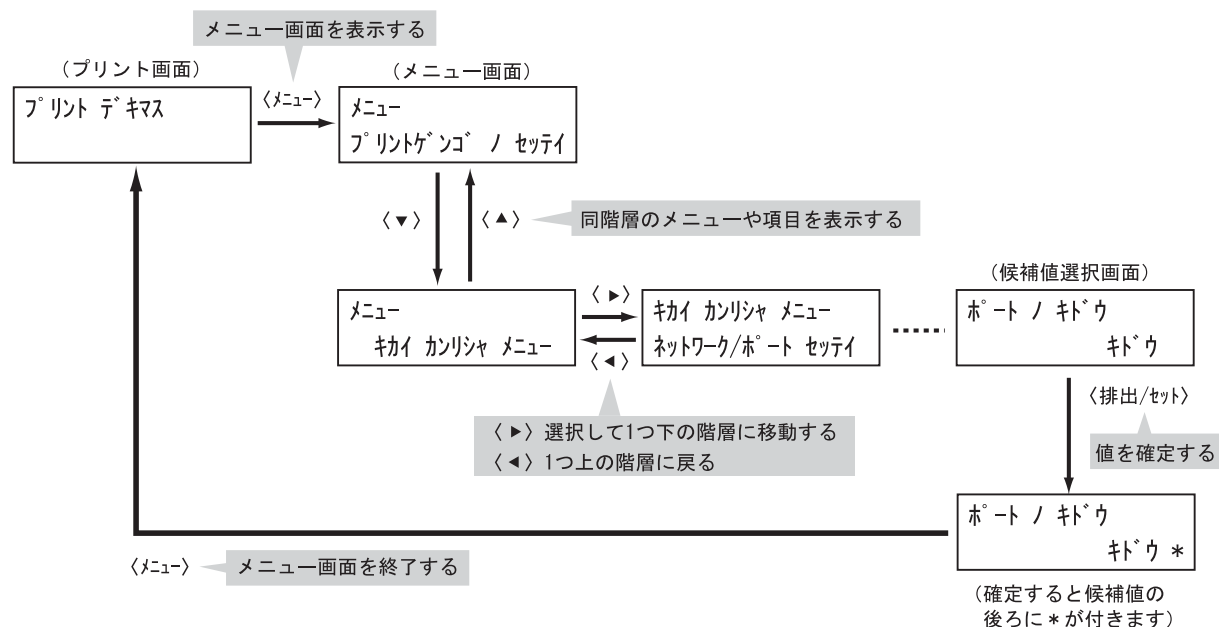 メニュー画面を表示する
(プリント画面)
(メニュー画面)
プリント デキマス
〈メニュー〉
メニュー
プリントゲンゴ ノ セッテイ
〈▼〉
〈▲〉
同階層のメニューや項目を表示する
(候補値選択画面)
メニュー
キカイ カンリシャ メニュー
〈▶〉
〈◀〉
キカイ カンリシャ メニュー
ネットワーク/ポート セッテイ
ポート ノ キドウ
キドウ
〈▶〉選択して1つ下の階層に移動する
〈◀〉1つ上の階層に戻る
〈排出/セット〉
値を確定する
ポート ノ キドウ
キドウ *
〈メニュー〉
メニュー画面を終了する
(確定すると候補値の
後ろに*が付きます)